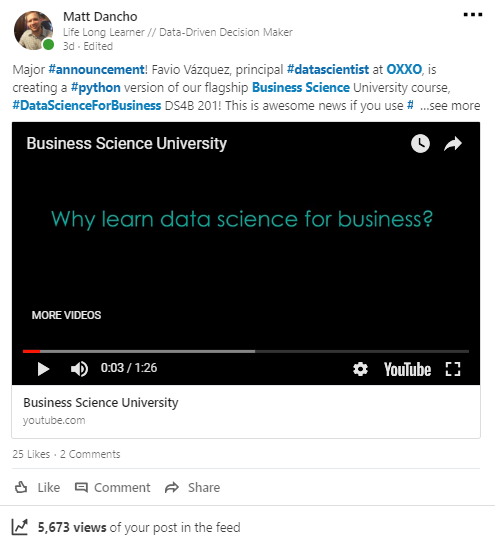 Matt Dancho
Life Long Learner // Data-Driven Decision Maker
3d · Edited
Major #announcement! Favio Vázquez, principal #datascientist at OXXO, is
creating a #python version of our flagship Business Science University course,
#DataScienceForBusiness DS4B 201! This is awesome news if you use # ...see more
Business Science University
Why learn data science for business?
MORE VIDEOS
0:03 / 1:26
YouTube
Business Science University
youtube.com
25 Likes · 2 Comments
Like
Comment
Share
5,673 views of your post in the feed